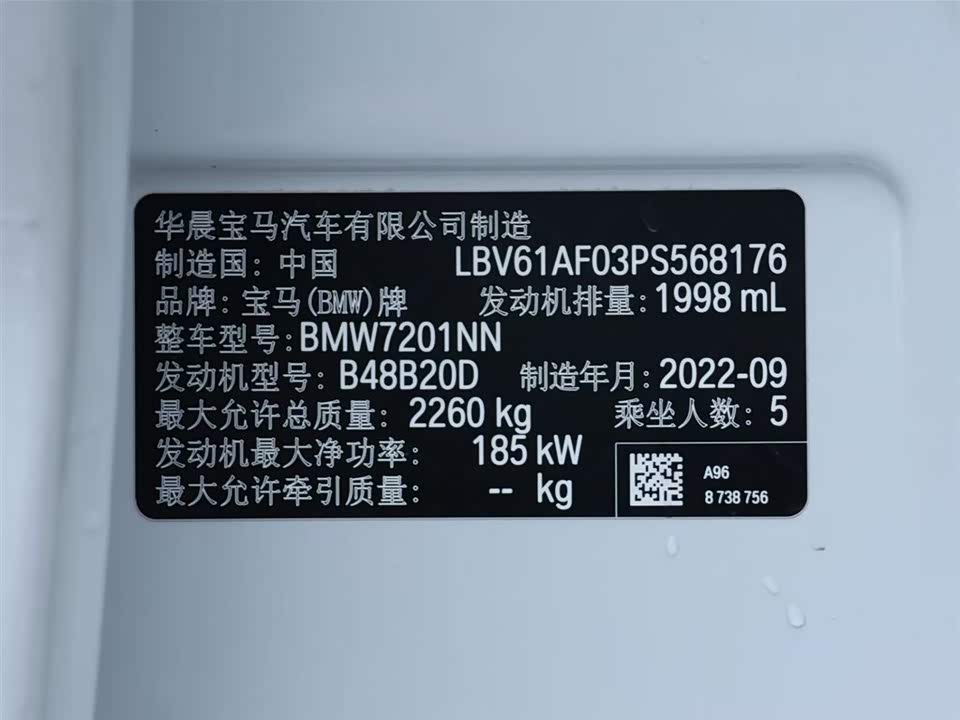 华晨宝马汽车有限公司制造
制造国：中国 LBV61AF03PS568176
品牌：宝马(BMW)牌 发动机排量:1998 mL
整车型号:BMW7201NN
发动机型号：B48B20D 制造年月:2022-09
最大允许总质量：2260 kg 乘坐人数：5
发动机最大净功率： 185 kW
最大允许牵引质量： -- kg
A96
8 738 756